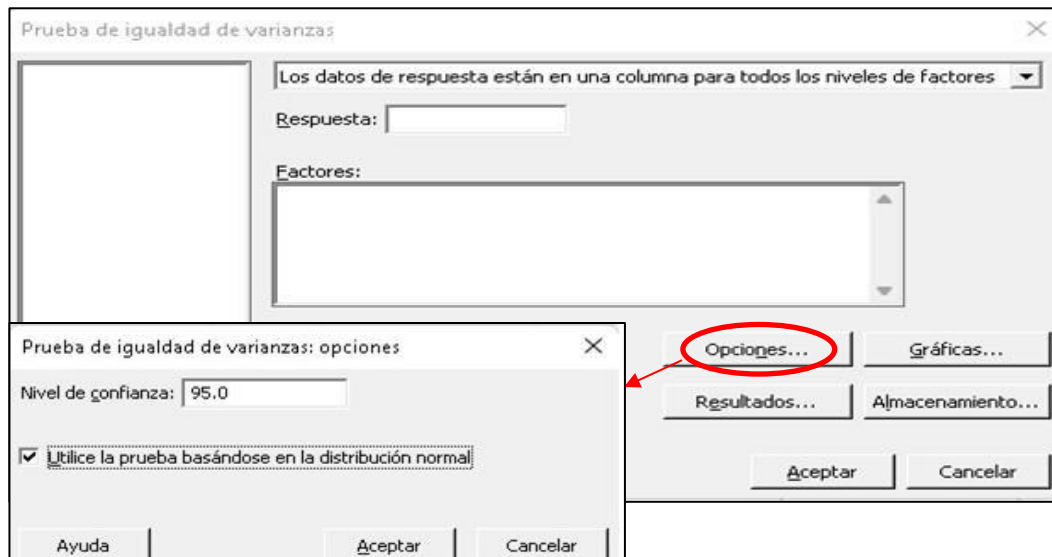 Prueba de igualdad de varianzas
Los datos de respuesta están en una columna para todos los niveles de factores
Respuesta:
Factores:
Opciones...
Gráficas...
Resultados...
Almacenamiento...
Aceptar
Cancelar
Prueba de igualdad de varianzas: opciones
Nivel de confianza: 95.0
Utilice la prueba basándose en la distribución normal
Ayuda
Aceptar
Cancelar